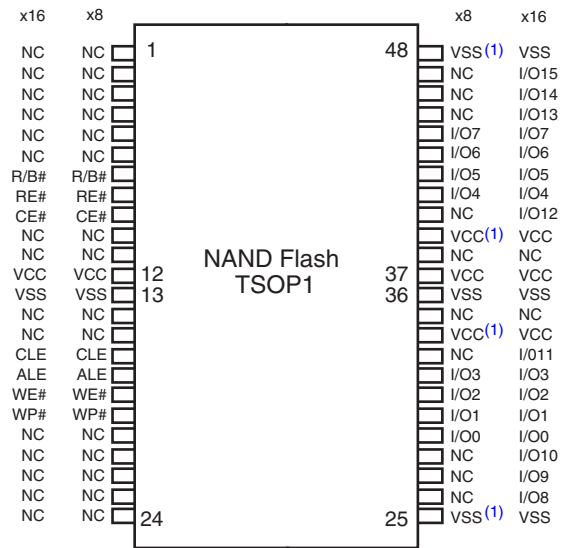 x16 x8 x8 x16
NC NC 1 48 VSS(1) VSS
NC NC NC I/O15
NC NC NC I/O14
NC NC NC I/O13
NC NC I/O7 I/O7
NC NC I/O6 I/O6
R/B# R/B# I/O5 I/O5
RE# RE# I/O4 I/O4
CE# CE# NC I/O12
NC NC VCC(1) VCC
NC NC NAND Flash NC NC
VCC VCC 12 TSOP1 37 VCC VCC
VSS VSS 13 36 VSS VSS
NC NC NC NC
NC NC VCC(1) VCC
CLE CLE NC I/011
ALE ALE I/O3 I/O3
WE# WE# I/O2 I/O2
WP# WP# I/O1 I/O1
NC NC I/O0 I/O0
NC NC NC I/O10
NC NC NC I/O9
NC NC NC I/O8
NC NC 24 25 VSS(1) VSS